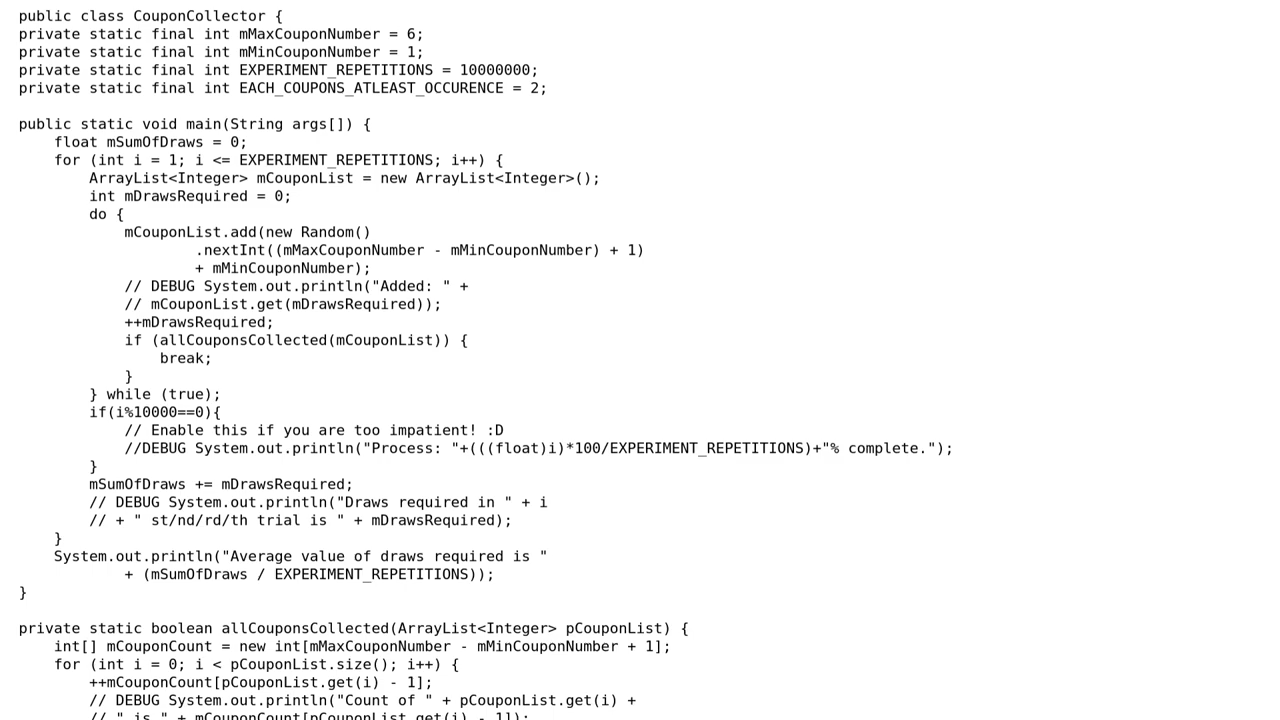 public class CouponCollector {
private static final int mMaxCouponNumber = 6;
private static final int mMinCouponNumber = 1;
private static final int EXPERIMENT_REPETITIONS = 10000000;
private static final int EACH_COUPONS_ATLEAST_OCCURENCE = 2;

public static void main(String args[]) {
    float mSumOfDraws = 0;
    for (int i = 1; i <= EXPERIMENT_REPETITIONS; i++) {
        ArrayList<Integer> mCouponList = new ArrayList<Integer>();
        int mDrawsRequired = 0;
        do {
            mCouponList.add(new Random()
                    .nextInt((mMaxCouponNumber - mMinCouponNumber) + 1)
                    + mMinCouponNumber);
            // DEBUG System.out.println("Added: " +
            // mCouponList.get(mDrawsRequired));
            ++mDrawsRequired;
            if (allCouponsCollected(mCouponList)) {
                break;
            }
        } while (true);
        if(i%10000==0){
            // Enable this if you are too impatient! :D
            //DEBUG System.out.println("Process: "+(((float)i)*100/EXPERIMENT_REPETITIONS)+"% complete.");
        }
        mSumOfDraws += mDrawsRequired;
        // DEBUG System.out.println("Draws required in " + i
        // + " st/nd/rd/th trial is " + mDrawsRequired);
    }
    System.out.println("Average value of draws required is "
            + (mSumOfDraws / EXPERIMENT_REPETITIONS));
}

private static boolean allCouponsCollected(ArrayList<Integer> pCouponList) {
    int[] mCouponCount = new int[mMaxCouponNumber - mMinCouponNumber + 1];
    for (int i = 0; i < pCouponList.size(); i++) {
        ++mCouponCount[pCouponList.get(i) - 1];
        // DEBUG System.out.println("Count of " + pCouponList.get(i) +
        // " is " + mCouponCount[pCouponList.get(i) - 1]);